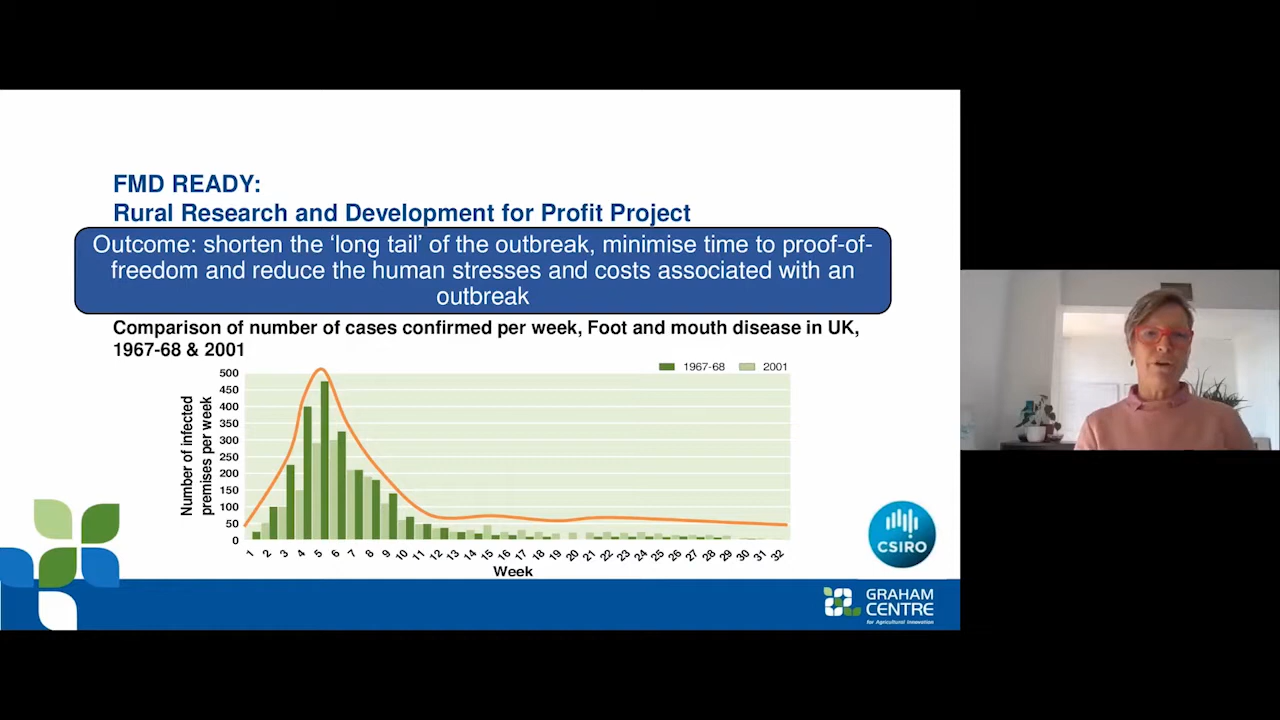 FMD READY:
Rural Research and Development for Profit Project
Outcome: shorten the ‘long tail’ of the outbreak, minimise time to proof-of-
freedom and reduce the human stresses and costs associated with an
outbreak
Comparison of number of cases confirmed per week, Foot and mouth disease in UK,
1967-68 & 2001
1967-68 2001
Number of infected
premises per week
500
450
400
350
300
250
200
150
100
50
0
1 2 3 4 5 6 7 8 9 10 11 12 13 14 15 16 17 18 19 20 21 22 23 24 25 26 27 28 29 30 31 32
Week
CSIRO
GRAHAM
CENTRE
for Agricultural Innovation